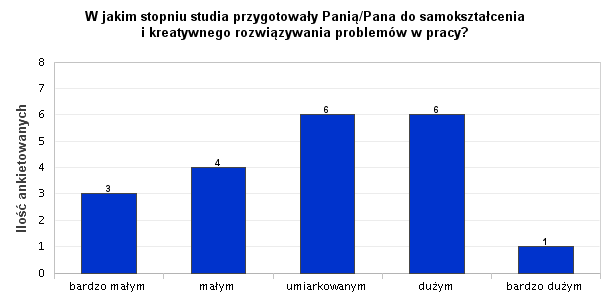 W jakim stopniu studia przygotowały Panią/Pana do samokształcenia
i kreatywnego rozwiązywania problemów w pracy?
Ilość ankietowanych
8
7
6
5
4
3
2
1
0
3
4
6
6
1
bardzo małym
małym
umiarkowanym
dużym
bardzo dużym